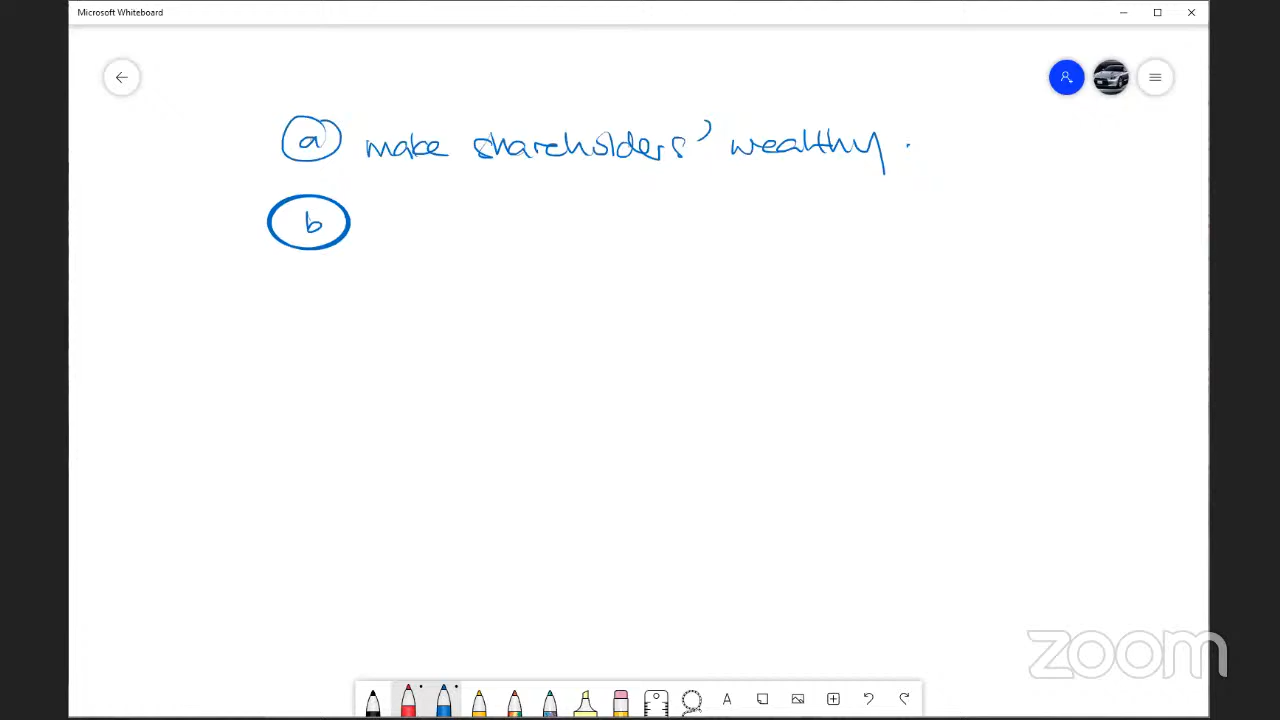 Microsoft Whiteboard
a make shareholders' wealthy.
b
A
zoom